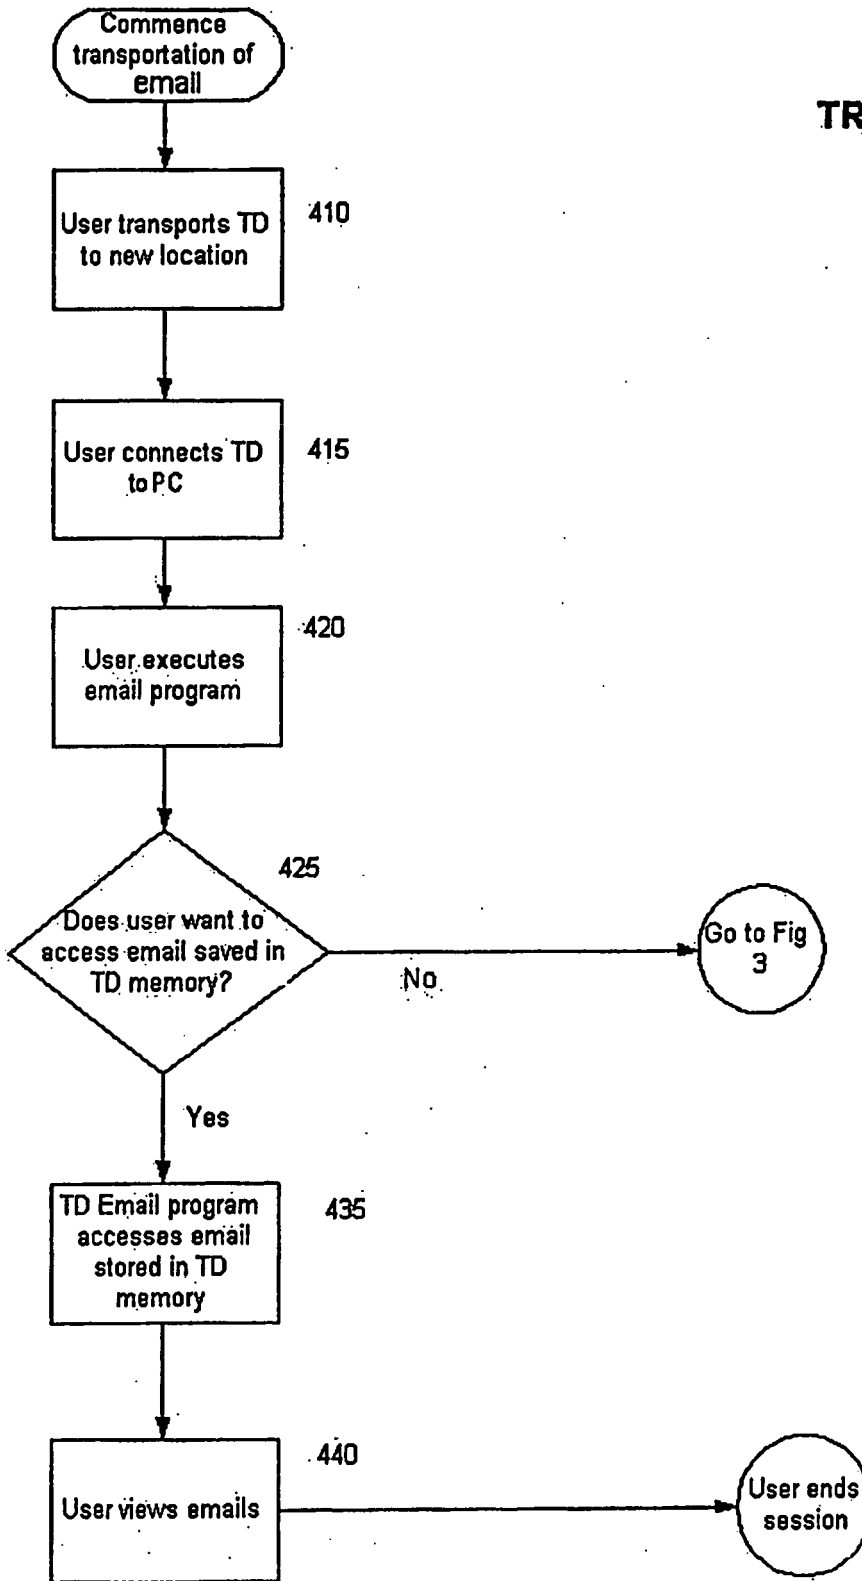 Commence
transportation of
email
TR
User transports TD
to new location
410
User connects TD
to PC
415
User executes
email program
420
425
Does user want to
access email saved in
TD memory?
No
Go to Fig
3
Yes
TD Email program
accesses email
stored in TD
memory
435
440
User views emails
User ends
session